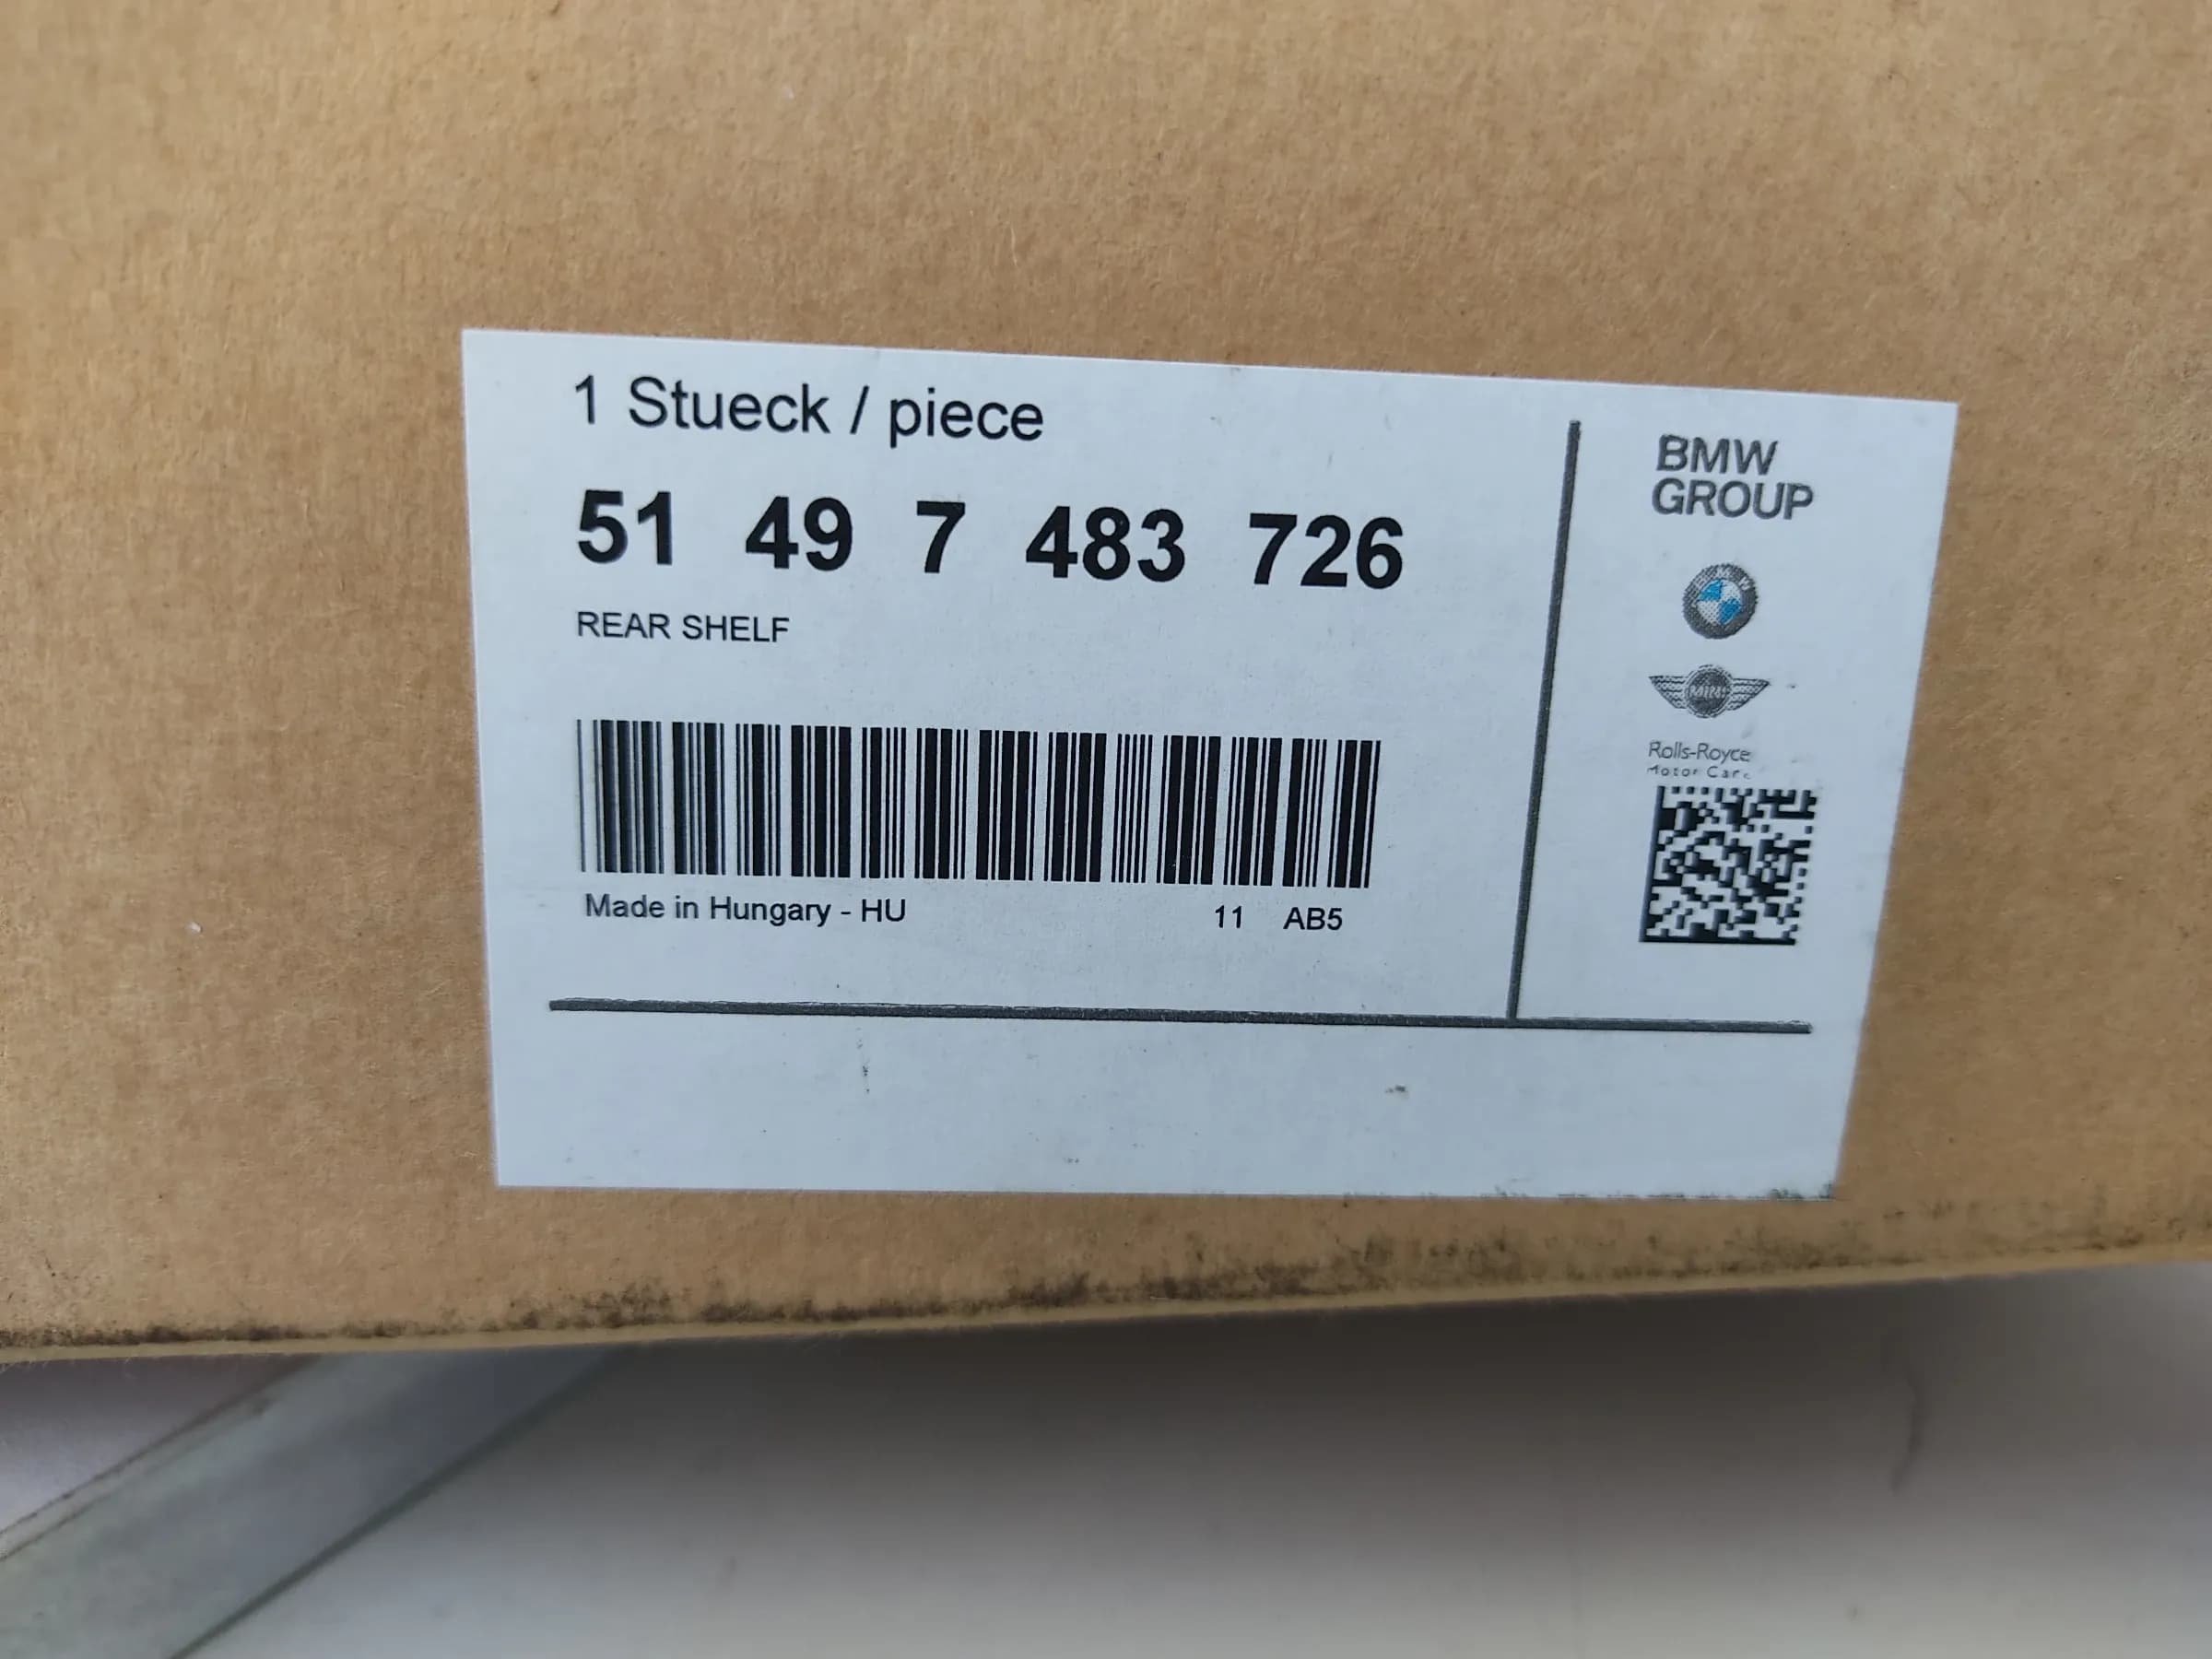 1 Stueck / piece
51 49 7 483 726
REAR SHELF
Made in Hungary - HU 11 AB5
BMW
GROUP
MINI
Rolls-Royce
Motor Cars